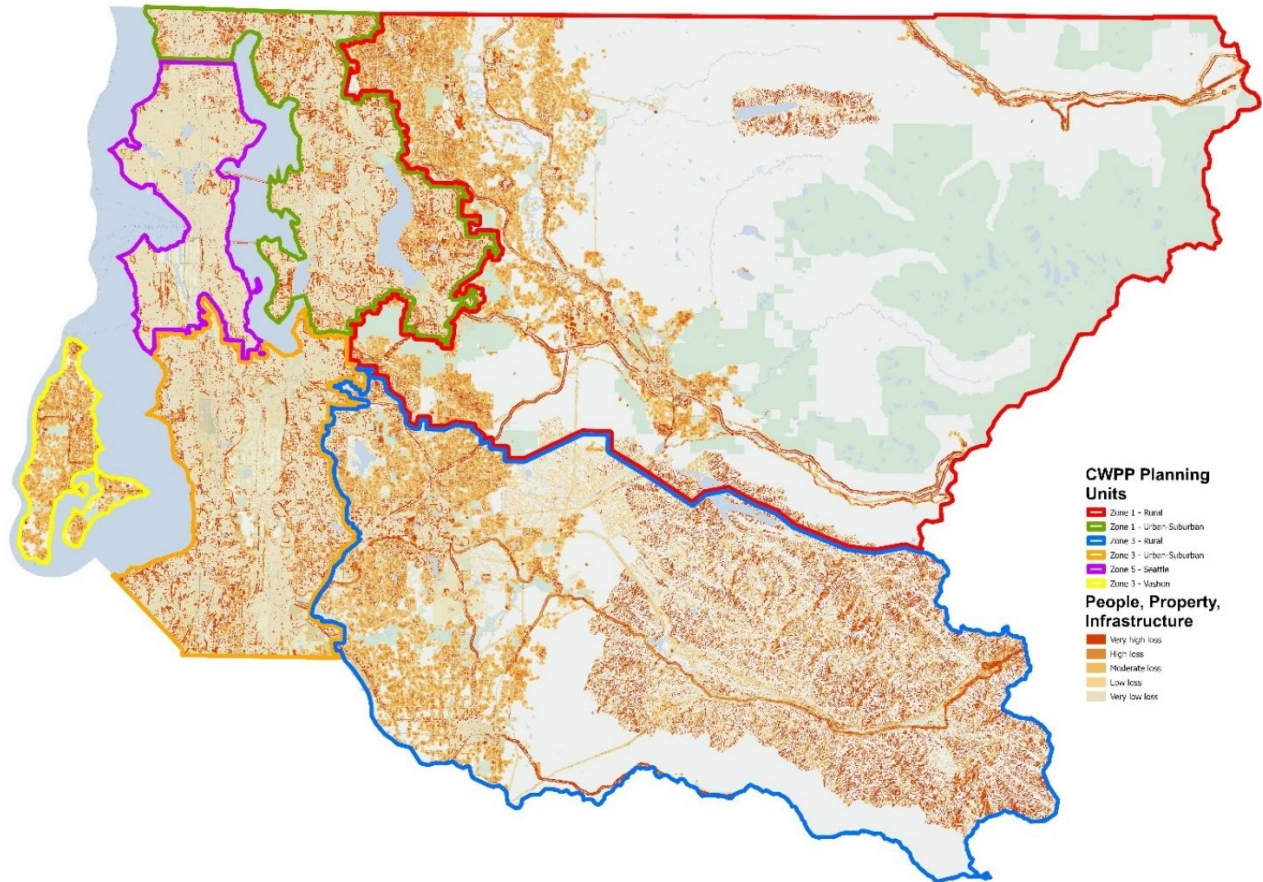 CWPP Planning
Units
Zone 1 - Rural
Zone 1 - Urban-Suburban
Zone 3 - Rural
Zone 3 - Urban-Suburban
Zone 5 - Seattle
Zone 3 - Vashon
People, Property,
Infrastructure
Very high loss
High loss
Moderate loss
Low loss
Very low loss